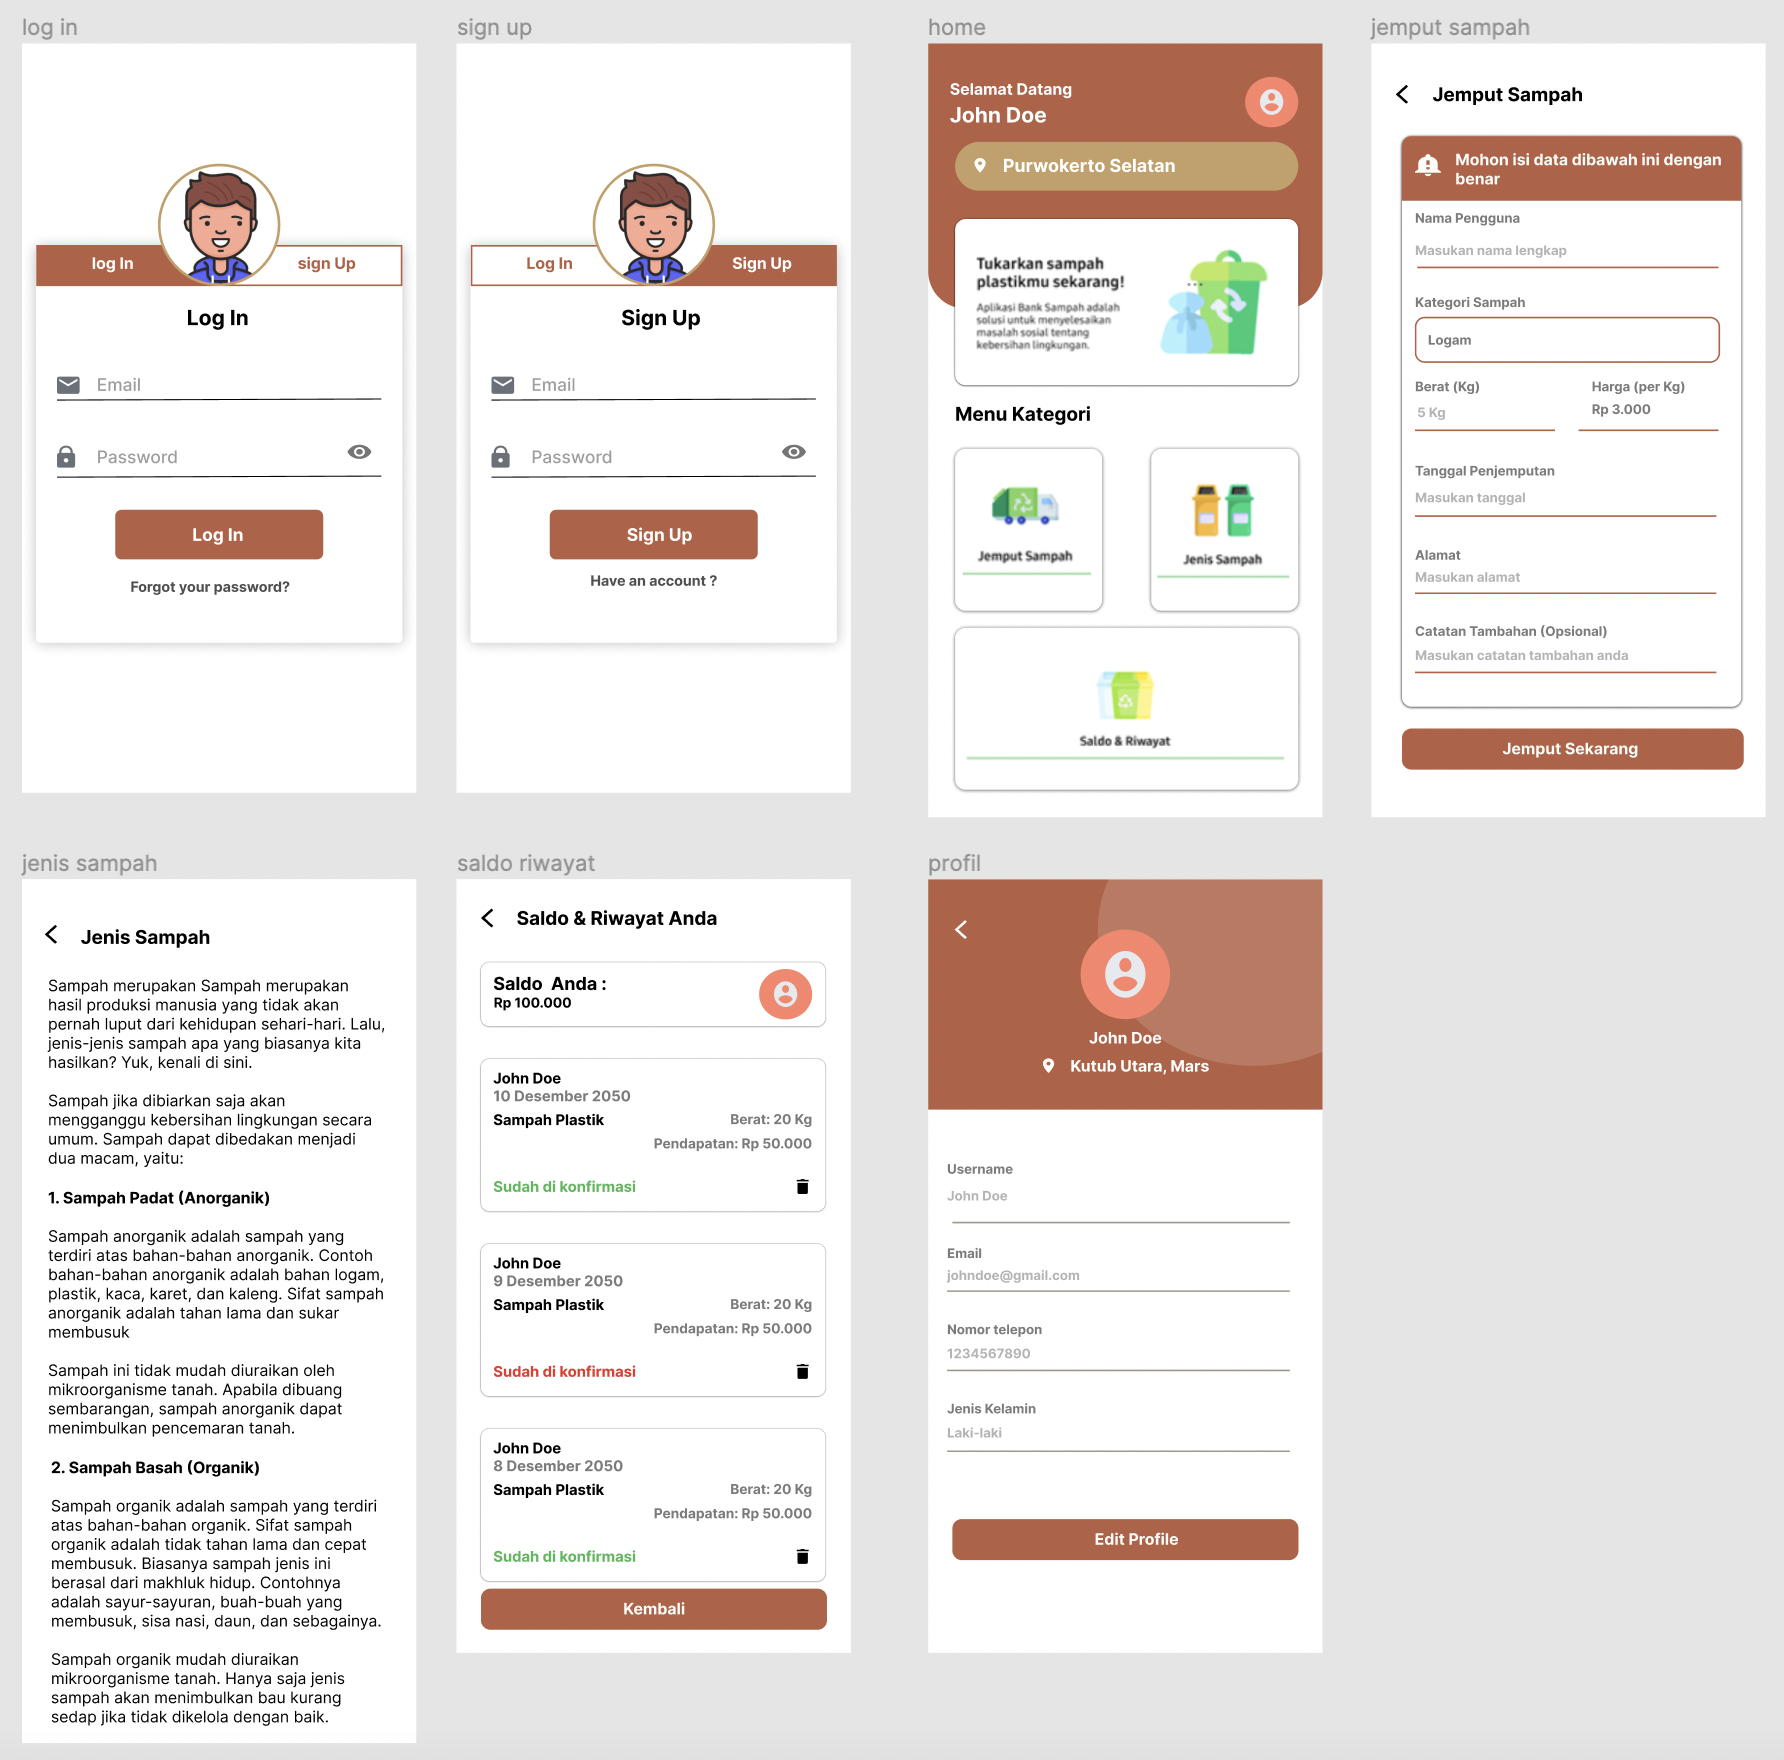 log in
log In
sign Up
Log In
Email
Password
Log In
Forgot your password?
sign up
Log In
Sign Up
Sign Up
Email
Password
Sign Up
Have an account ?
home
Selamat Datang
John Doe
Purwokerto Selatan
Tukarkan sampah
plastikmu sekarang!
Aplikasi Bank Sampah adalah
solusi untuk menyelesaikan
masalah sosial tentang
kebersihan lingkungan.
Menu Kategori
Jemput Sampah
Jenis Sampah
Saldo & Riwayat
jemput sampah
Jemput Sampah
Mohon isi data dibawah ini dengan
benar
Nama Pengguna
Masukan nama lengkap
Kategori Sampah
Logam
Berat (Kg)
Harga (per Kg)
5 Kg
Rp 3.000
Tanggal Penjemputan
Masukan tanggal
Alamat
Masukan alamat
Catatan Tambahan (Opsional)
Masukan catatan tambahan anda
Jemput Sekarang
jenis sampah
Jenis Sampah
Sampah merupakan Sampah merupakan
hasil produksi manusia yang tidak akan
pernah luput dari kehidupan sehari-hari. Lalu,
jenis-jenis sampah apa yang biasanya kita
hasilkan? Yuk, kenali di sini.
Sampah jika dibiarkan saja akan
mengganggu kebersihan lingkungan secara
umum. Sampah dapat dibedakan menjadi
dua macam, yaitu:
1. Sampah Padat (Anorganik)
Sampah anorganik adalah sampah yang
terdiri atas bahan-bahan anorganik. Contoh
bahan-bahan anorganik adalah bahan logam,
plastik, kaca, karet, dan kaleng. Sifat sampah
anorganik adalah tahan lama dan sukar
membusuk
Sampah ini tidak mudah diuraikan oleh
mikroorganisme tanah. Apabila dibuang
sembarangan, sampah anorganik dapat
menimbulkan pencemaran tanah.
2. Sampah Basah (Organik)
Sampah organik adalah sampah yang terdiri
atas bahan-bahan organik. Sifat sampah
organik adalah tidak tahan lama dan cepat
membusuk. Biasanya sampah jenis ini
berasal dari makhluk hidup. Contohnya
adalah sayur-sayuran, buah-buah yang
membusuk, sisa nasi, daun, dan sebagainya.
Sampah organik mudah diuraikan
mikroorganisme tanah. Hanya saja jenis
sampah akan menimbulkan bau kurang
sedap jika tidak dikelola dengan baik.
saldo riwayat
Saldo & Riwayat Anda
Saldo Anda :
Rp 100.000
John Doe
10 Desember 2050
Sampah Plastik
Berat: 20 Kg
Pendapatan: Rp 50.000
Sudah di konfirmasi
John Doe
9 Desember 2050
Sampah Plastik
Berat: 20 Kg
Pendapatan: Rp 50.000
Sudah di konfirmasi
John Doe
8 Desember 2050
Sampah Plastik
Berat: 20 Kg
Pendapatan: Rp 50.000
Sudah di konfirmasi
Kembali
profil
John Doe
Kutub Utara, Mars
Username
John Doe
Email
johndoe@gmail.com
Nomor telepon
1234567890
Jenis Kelamin
Laki-laki
Edit Profile